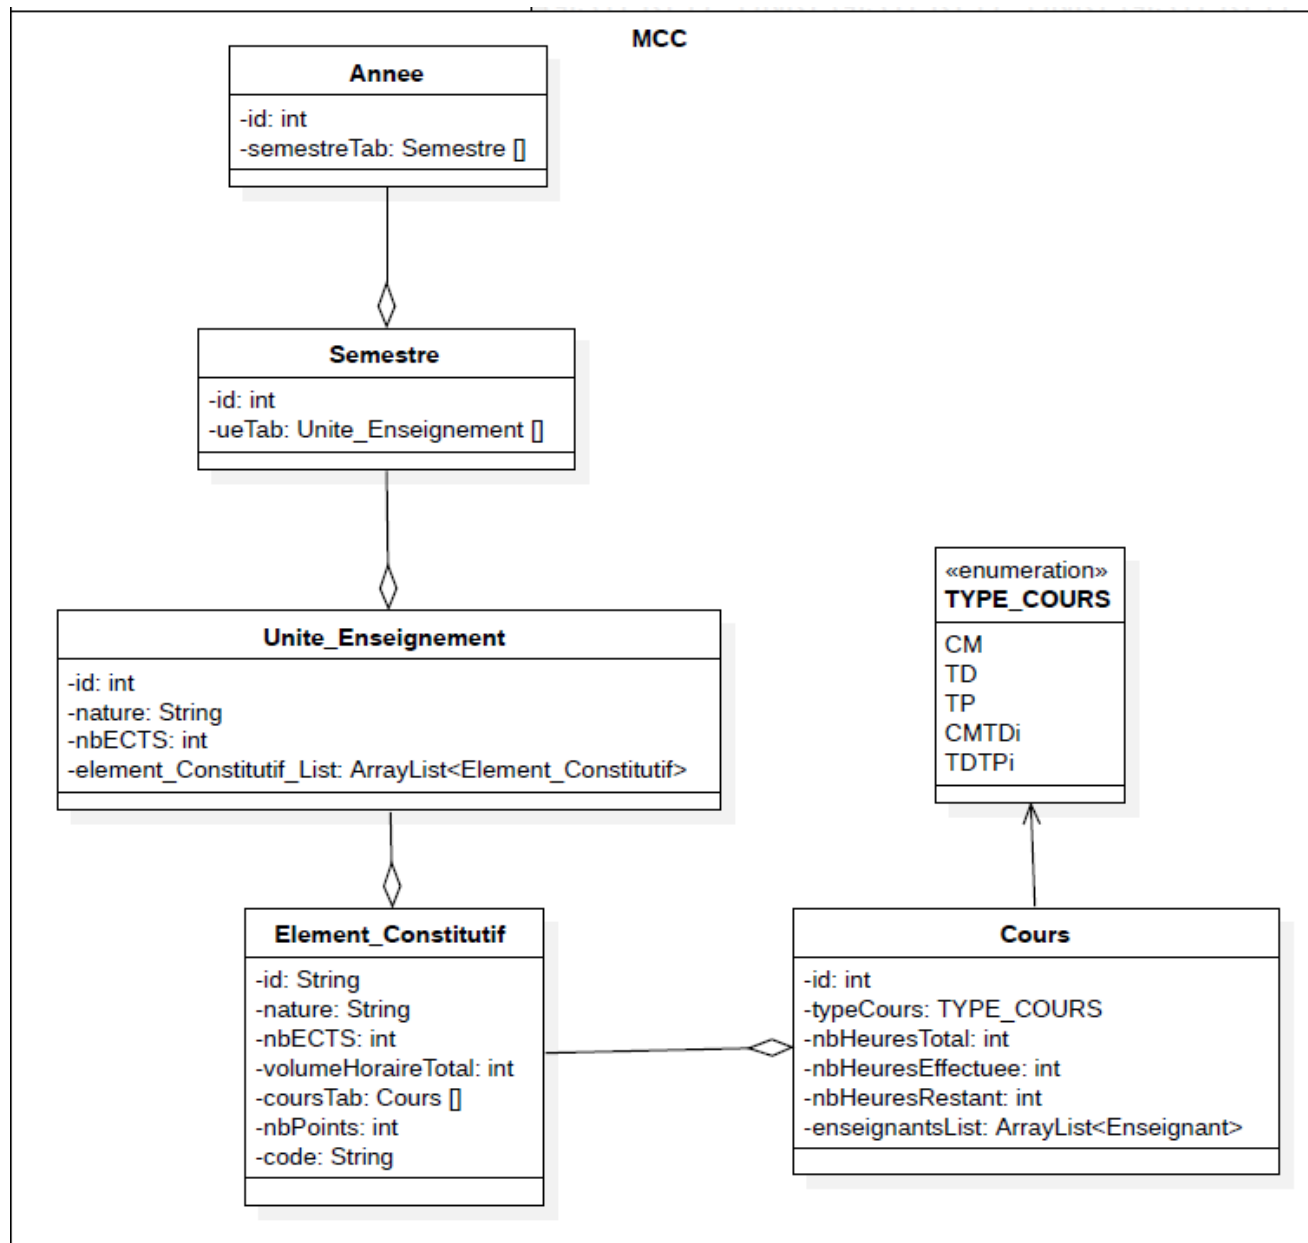 MCC
Annee
-id: int
-semestreTab: Semestre []
Semestre
-id: int
-ueTab: Unite_Enseignement []
Unite_Enseignement
-id: int
-nature: String
-nbECTS: int
-element_Constitutif_List: ArrayList<Element_Constitutif>
«enumeration»
TYPE_COURS
CM
TD
TP
CMTDi
TDTPi
Element_Constitutif
-id: String
-nature: String
-nbECTS: int
-volumeHoraireTotal: int
-coursTab: Cours []
-nbPoints: int
-code: String
Cours
-id: int
-typeCours: TYPE_COURS
-nbHeuresTotal: int
-nbHeuresEffectuee: int
-nbHeuresRestant: int
-enseignantsList: ArrayList<Enseignant>